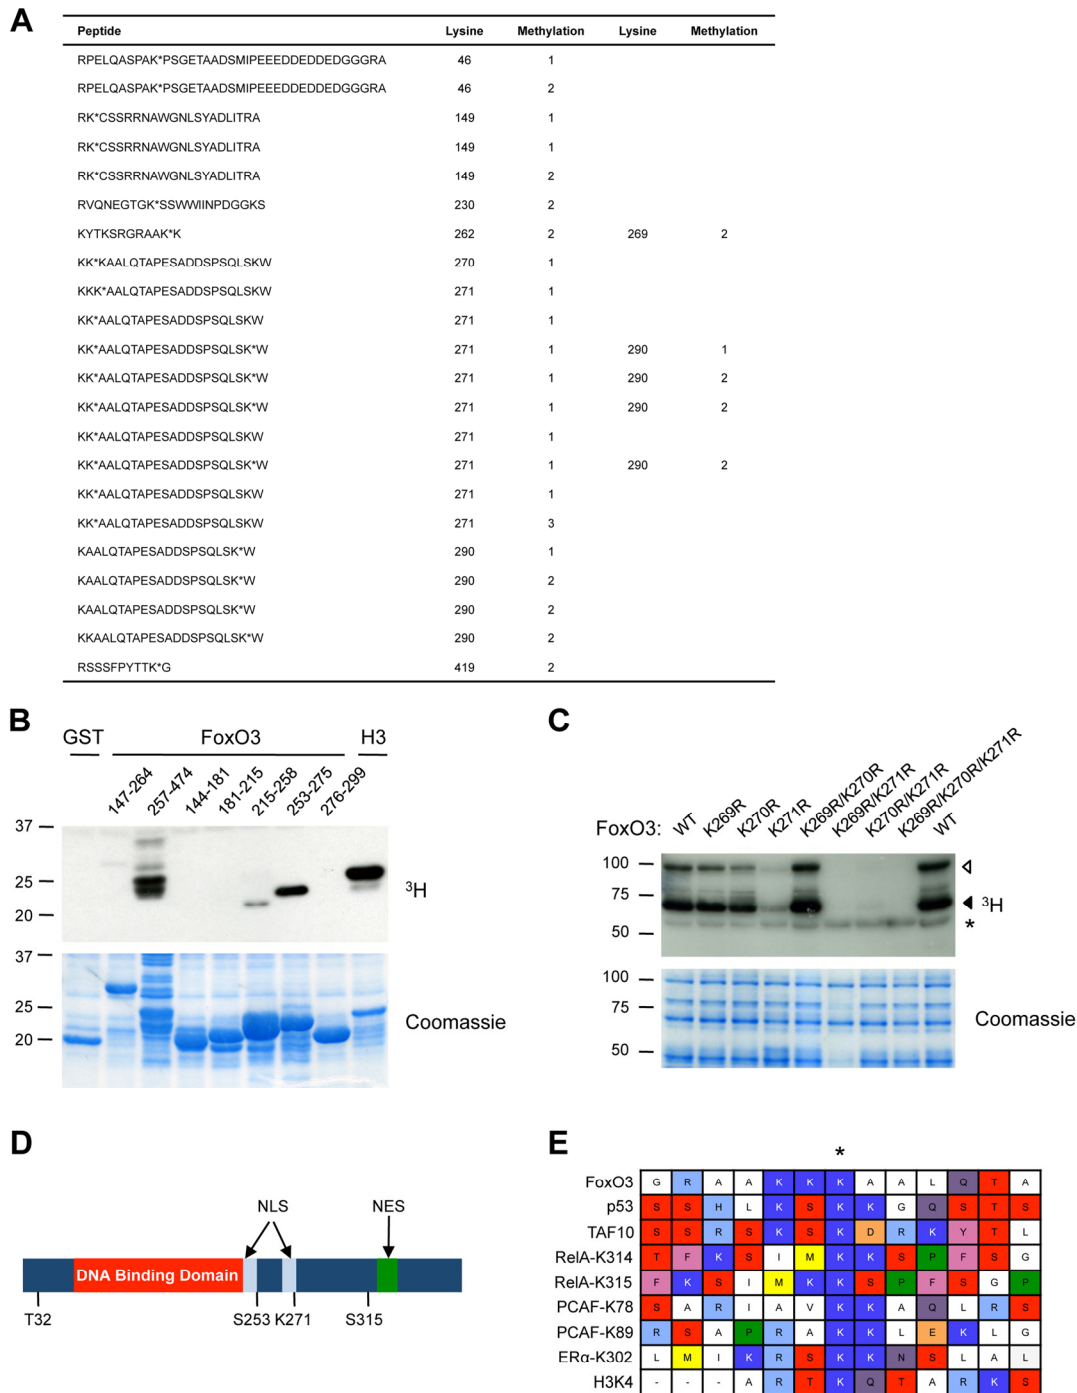 A
Peptide Lysine Methylation Lysine Methylation
RPELQASPAK*PSGETAADSMIPEEEDDEDDEDGGGRA 46 1
RPELQASPAK*PSGETAADSMIPEEEDDEDDEDGGGRA 46 2
RK*CSSRRNAWGNLSYADLITRA 149 1
RK*CSSRRNAWGNLSYADLITRA 149 1
RK*CSSRRNAWGNLSYADLITRA 149 2
RVQNEGTGK*SSWWIINPDGGKS 230 2
KYTKSRGRAAK*K 262 2 269 2
KK*KAALQTAPESADDSPSQLSKW 270 1
KKK*AALQTAPESADDSPSQLSKW 271 1
KK*AALQTAPESADDSPSQLSKW 271 1
KK*AALQTAPESADDSPSQLSK*W 271 1 290 1
KK*AALQTAPESADDSPSQLSK*W 271 1 290 2
KK*AALQTAPESADDSPSQLSK*W 271 1 290 2
KK*AALQTAPESADDSPSQLSKW 271 1
KK*AALQTAPESADDSPSQLSK*W 271 1 290 2
KK*AALQTAPESADDSPSQLSKW 271 1
KK*AALQTAPESADDSPSQLSKW 271 3
KAALQTAPESADDSPSQLSK*W 290 1
KAALQTAPESADDSPSQLSK*W 290 2
KAALQTAPESADDSPSQLSK*W 290 2
KKAALQTAPESADDSPSQLSK*W 290 2
RSSSFPYTTK*G 419 2
B
GST FoxO3 H3
147-264 257-474 144-181 181-215 215-258 253-275 276-299
37
25
20
3H
37
25
20
Coomassie
C
FoxO3: WT K269R K270R K271R K269R/K270R K269R/K271R K270R/K271R K269R/K270R/K271R WT
100
75
50
3H
*
100
75
50
Coomassie
D
NLS NES
DNA Binding Domain
T32 S253 K271 S315
E
*
FoxO3 G R A A K K K A A L Q T A
p53 S S H L K S K K G Q S T S
TAF10 S S R S K S K D R K Y T L
RelA-K314 T F K S I M K K S P F S G
RelA-K315 F K S I M K K S P F S G P
PCAF-K78 S A R I A V K K A Q L R S
PCAF-K89 R S A P R A K K L E K L G
ERα-K302 L M I K R S K K N S L A L
H3K4 - - - A R T K Q T A R K S